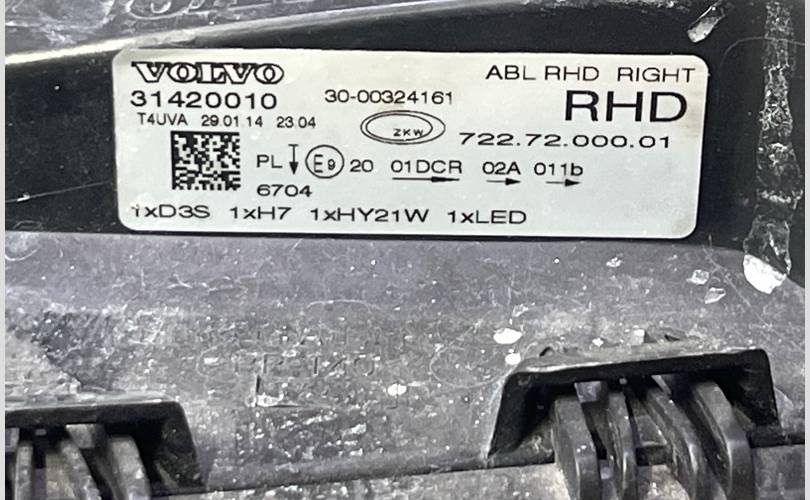 VOLVO
ABL RHD RIGHT
31420010
30-00324161
RHD
T4UVA 29.01.14 23.04
ZKW
722.72.000.01
PL E9 20 01DCR 02A 011b
6704
1xD3S 1xH7 1xHY21W 1xLED